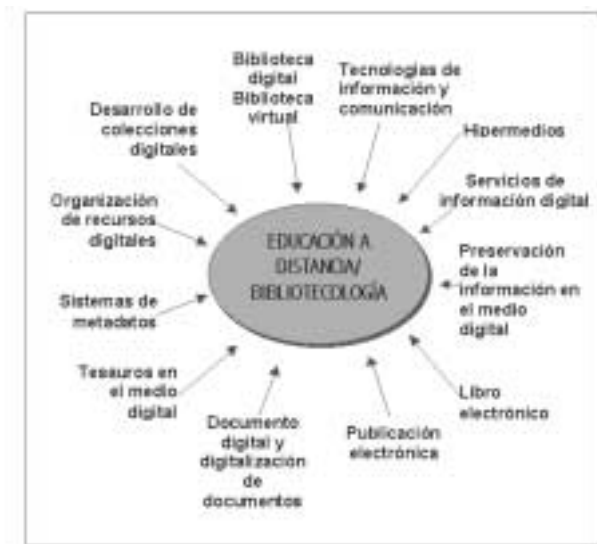 Biblioteca
digital
Biblioteca
virtual
Tecnologías de
información y
comunicación
Hipermedios
Servicios de
información digital
Preservación
de la
información en
el medio
digital
Libro
electrónico
Publicación
electrónica
Documento
digital y
digitalización
de
documentos
Tesauros en
el medio
digital
Sistemas de
metadatos
Organización
de recursos
digitales
Desarrollo de
colecciones
digitales
EDUCACIÓN A
DISTANCIA/
BIBLIOTECOLOGÍA